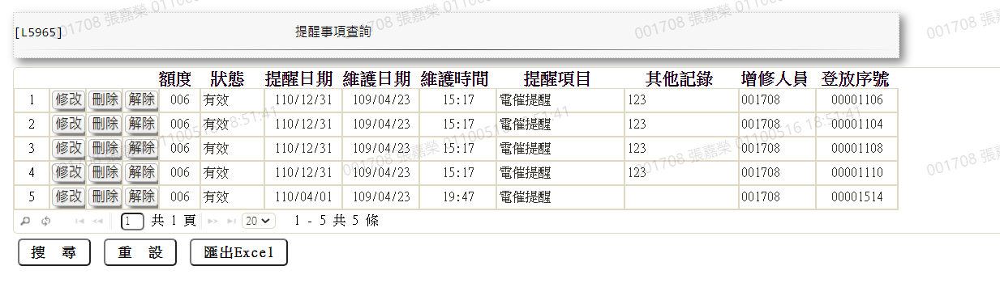 001708 張嘉榮 01100516 18:51:41
[L5965] 提醒事項查詢
額度 狀態 提醒日期 維護日期 維護時間 提醒項目 其他記錄 增修人員 登放序號
1 修改 刪除 解除 006 有效 110/12/31 109/04/23 15:17 電催提醒 123 001708 00001106
2 修改 刪除 解除 006 有效 110/12/31 109/04/23 15:17 電催提醒 123 001708 00001104
3 修改 刪除 解除 006 有效 110/12/31 109/04/23 15:17 電催提醒 123 001708 00001108
4 修改 刪除 解除 006 有效 110/12/31 109/04/23 15:17 電催提醒 123 001708 00001110
5 修改 刪除 解除 006 有效 110/04/01 109/04/23 19:47 電催提醒 001708 00001514
1 共 1 頁 20 1 - 5 共 5 條
搜 尋 重 設 匯出Excel